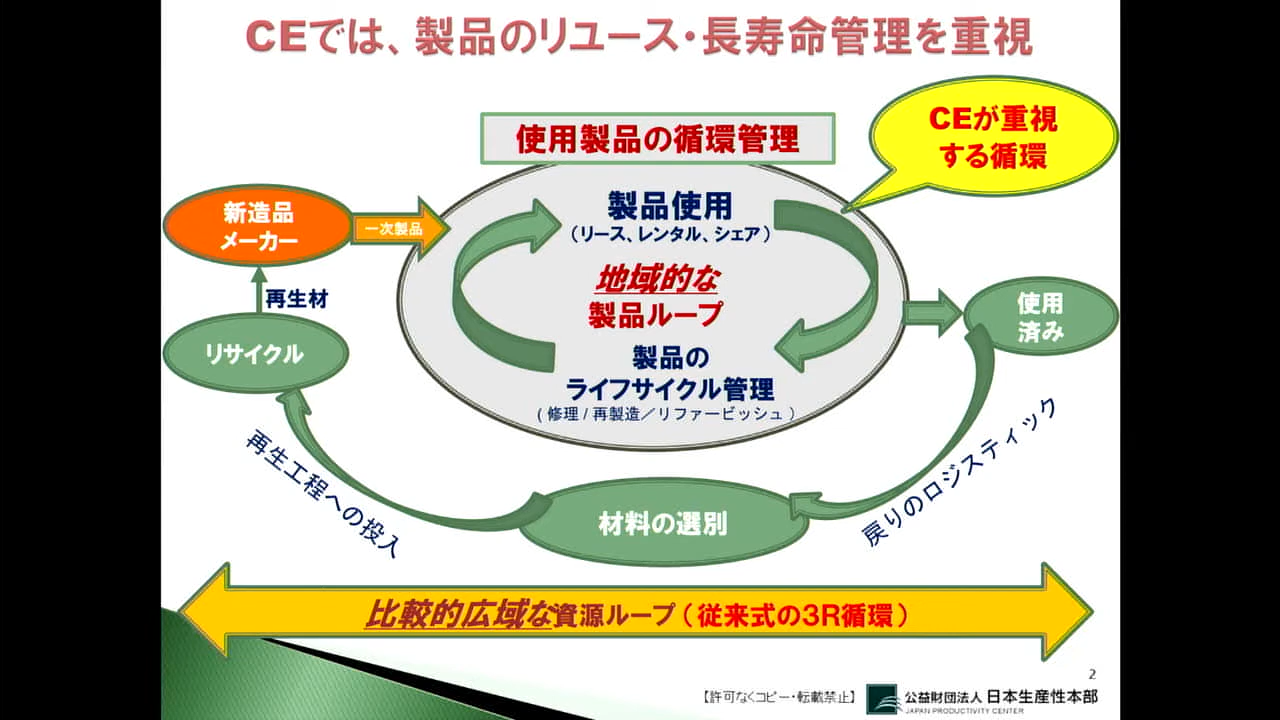 CEでは、製品のリユース・長寿命管理を重視
CEが重視
する循環
使用製品の循環管理
新造品
メーカー
一次製品
製品使用
（リース、レンタル、シェア）
地域的な
製品ループ
製品の
ライフサイクル管理
( 修理 / 再製造／リファービッシュ )
使用
済み
再生材
リサイクル
再生工程への投入
材料の選別
戻りのロジスティック
比較的広域な資源ループ（従来式の3R循環）
2
【許可なくコピー・転載禁止】
公益財団法人 日本生産性本部
JAPAN PRODUCTIVITY CENTER